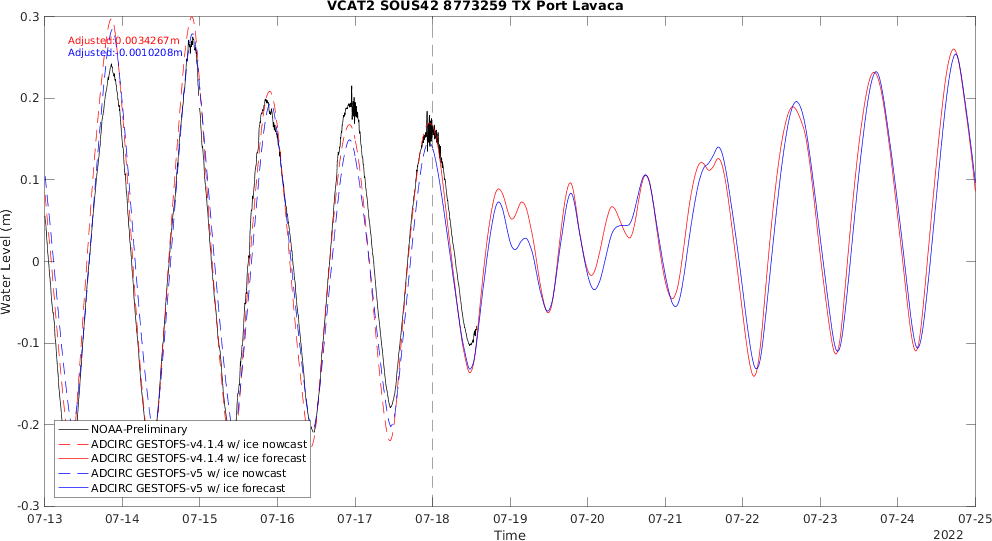 VCAT2 SOUS42 8773259 TX Port Lavaca
Adjusted:0.0034267m
Adjusted:-0.0010208m
Water Level (m)
0.3
0.2
0.1
0
-0.1
-0.2
-0.3
NOAA-Preliminary
ADCIRC GESTOFS-v4.1.4 w/ ice nowcast
ADCIRC GESTOFS-v4.1.4 w/ ice forecast
ADCIRC GESTOFS-v5 w/ ice nowcast
ADCIRC GESTOFS-v5 w/ ice forecast
07-13 07-14 07-15 07-16 07-17 07-18 07-19 07-20 07-21 07-22 07-23 07-24 07-25
Time
2022